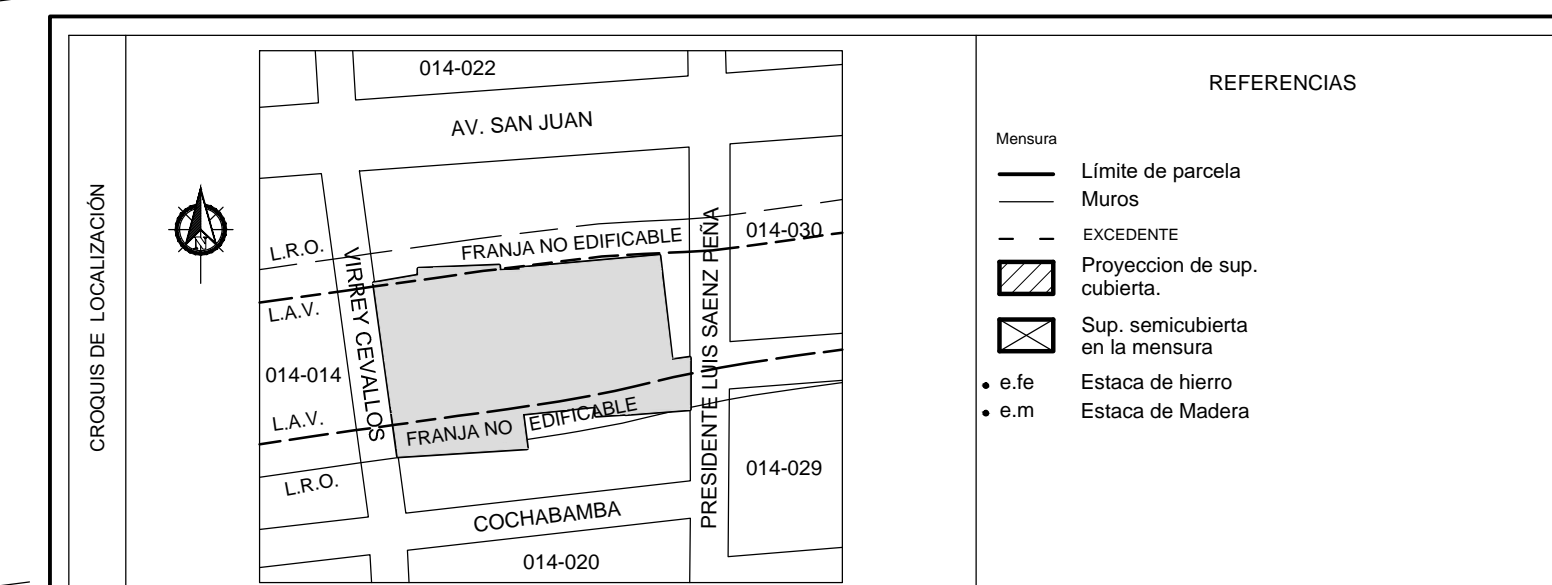 CROQUIS DE LOCALIZACIÓN
014-022
AV. SAN JUAN
N
L.R.O.
VIRREY CEVALLOS
FRANJA NO EDIFICABLE
PRESIDENTE LUIS SAENZ PEÑA
014-030
L.A.V.
014-014
L.A.V.
FRANJA NO EDIFICABLE
L.R.O.
014-029
COCHABAMBA
014-020
REFERENCIAS
Mensura
Límite de parcela
Muros
EXCEDENTE
Proyeccion de sup.
cubierta.
Sup. semicubierta
en la mensura
e.fe Estaca de hierro
e.m Estaca de Madera